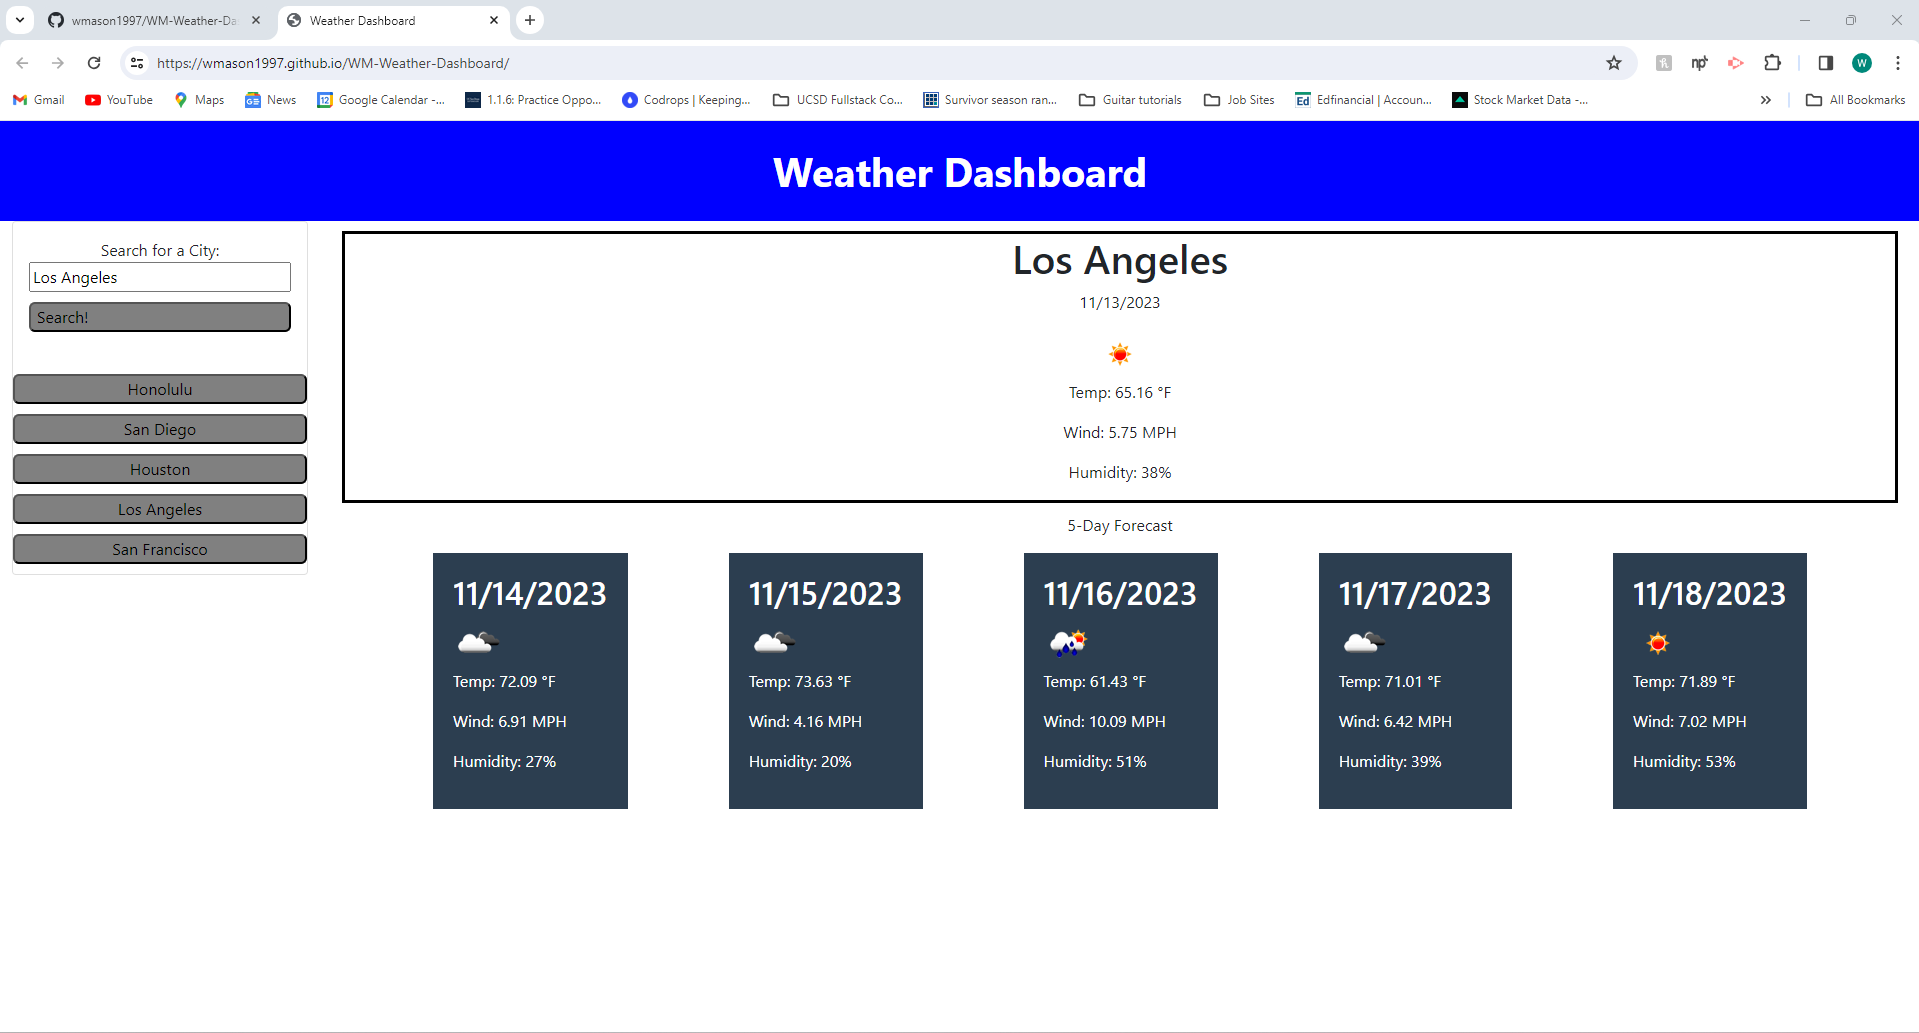 wmason1997/WM-Weather-Da
Weather Dashboard
https://wmason1997.github.io/WM-Weather-Dashboard/
W
Gmail
YouTube
Maps
News
12
Google Calendar -...
1.1.6: Practice Oppo...
Codrops | Keeping...
UCSD Fullstack Co...
Survivor season ran...
Guitar tutorials
Job Sites
Ed
Edfinancial | Accoun...
Stock Market Data -...
All Bookmarks
Weather Dashboard
Search for a City:
Los Angeles
Search!
Honolulu
San Diego
Houston
Los Angeles
San Francisco
Los Angeles
11/13/2023
Temp: 65.16 °F
Wind: 5.75 MPH
Humidity: 38%
5-Day Forecast
11/14/2023
Temp: 72.09 °F
Wind: 6.91 MPH
Humidity: 27%
11/15/2023
Temp: 73.63 °F
Wind: 4.16 MPH
Humidity: 20%
11/16/2023
Temp: 61.43 °F
Wind: 10.09 MPH
Humidity: 51%
11/17/2023
Temp: 71.01 °F
Wind: 6.42 MPH
Humidity: 39%
11/18/2023
Temp: 71.89 °F
Wind: 7.02 MPH
Humidity: 53%